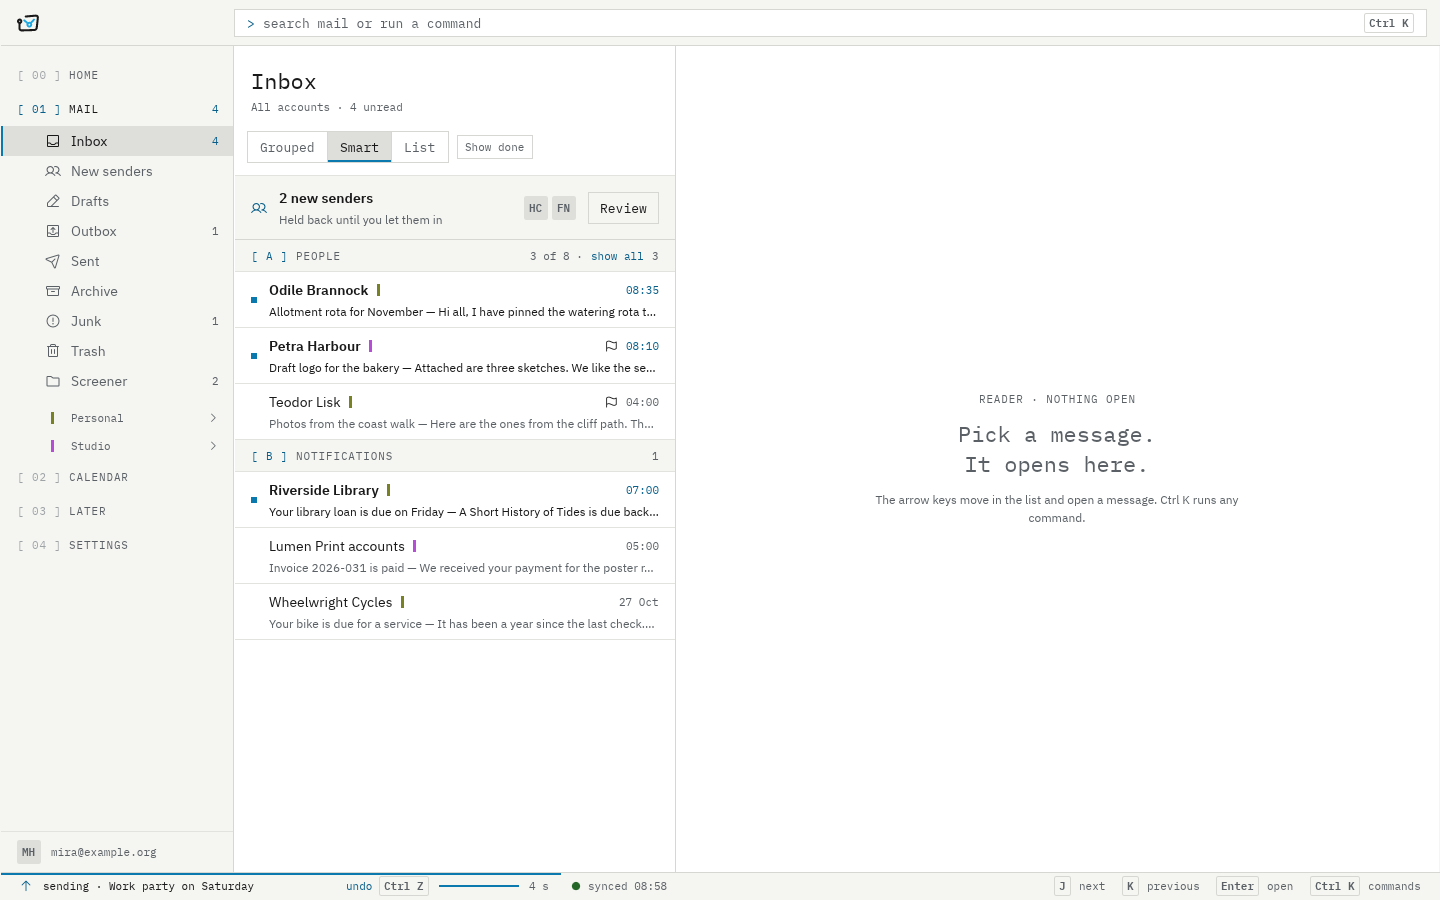 > search mail or run a command Ctrl K
[ 00 ] HOME
[ 01 ] MAIL 4
Inbox 4
New senders
Drafts
Outbox 1
Sent
Archive
Junk 1
Trash
Screener 2
Personal
Studio
[ 02 ] CALENDAR
[ 03 ] LATER
[ 04 ] SETTINGS
MH mira@example.org
Inbox
All accounts · 4 unread
Grouped Smart List Show done
2 new senders
Held back until you let them in
HC FN Review
[ A ] PEOPLE 3 of 8 · show all 3
Odile Brannock 08:35
Allotment rota for November — Hi all, I have pinned the watering rota t…
Petra Harbour 08:10
Draft logo for the bakery — Attached are three sketches. We like the se…
Teodor Lisk 04:00
Photos from the coast walk — Here are the ones from the cliff path. Th…
[ B ] NOTIFICATIONS 1
Riverside Library 07:00
Your library loan is due on Friday — A Short History of Tides is due back…
Lumen Print accounts 05:00
Invoice 2026-031 is paid — We received your payment for the poster r…
Wheelwright Cycles 27 Oct
Your bike is due for a service — It has been a year since the last check.…
READER · NOTHING OPEN
Pick a message.
It opens here.
The arrow keys move in the list and open a message. Ctrl K runs any
command.
sending · Work party on Saturday undo Ctrl Z 4 s synced 08:58 J next K previous Enter open Ctrl K commands